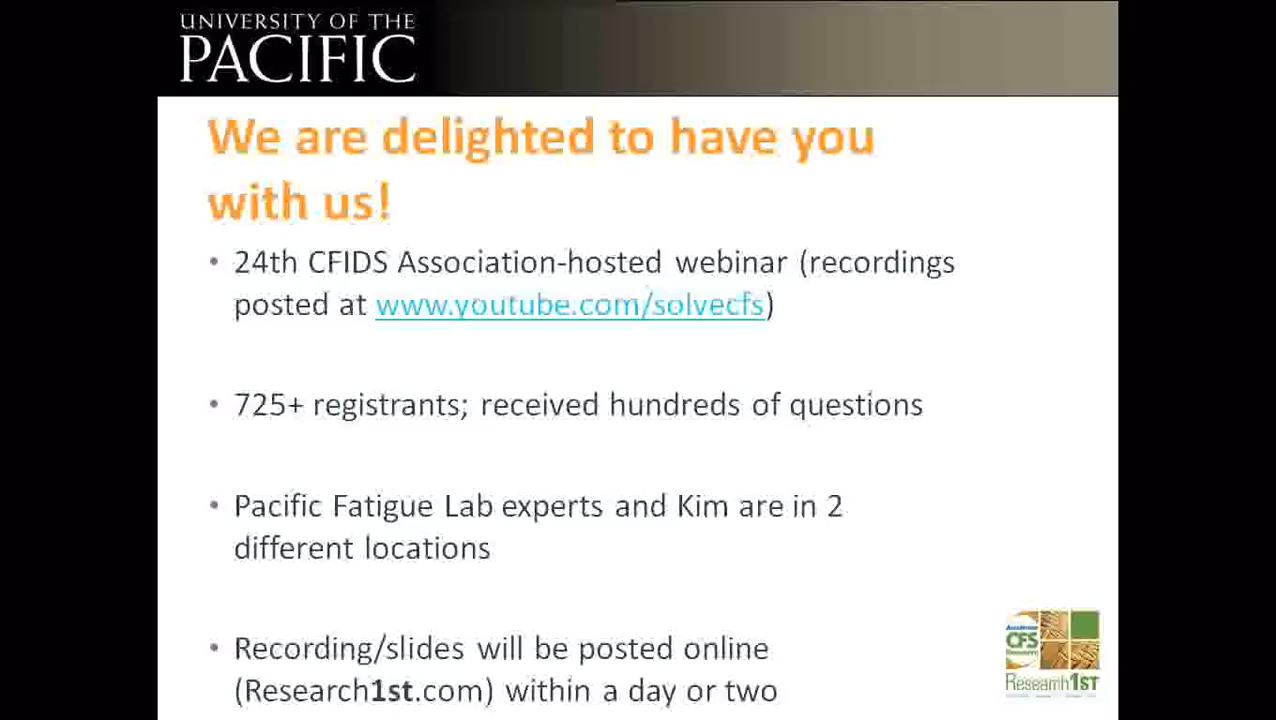 UNIVERSITY OF THE
PACIFIC
We are delighted to have you
with us!
• 24th CFIDS Association-hosted webinar (recordings
posted at www.youtube.com/solvecfs)
• 725+ registrants; received hundreds of questions
• Pacific Fatigue Lab experts and Kim are in 2
different locations
• Recording/slides will be posted online
(Research1st.com) within a day or two
CFS
Research1ST